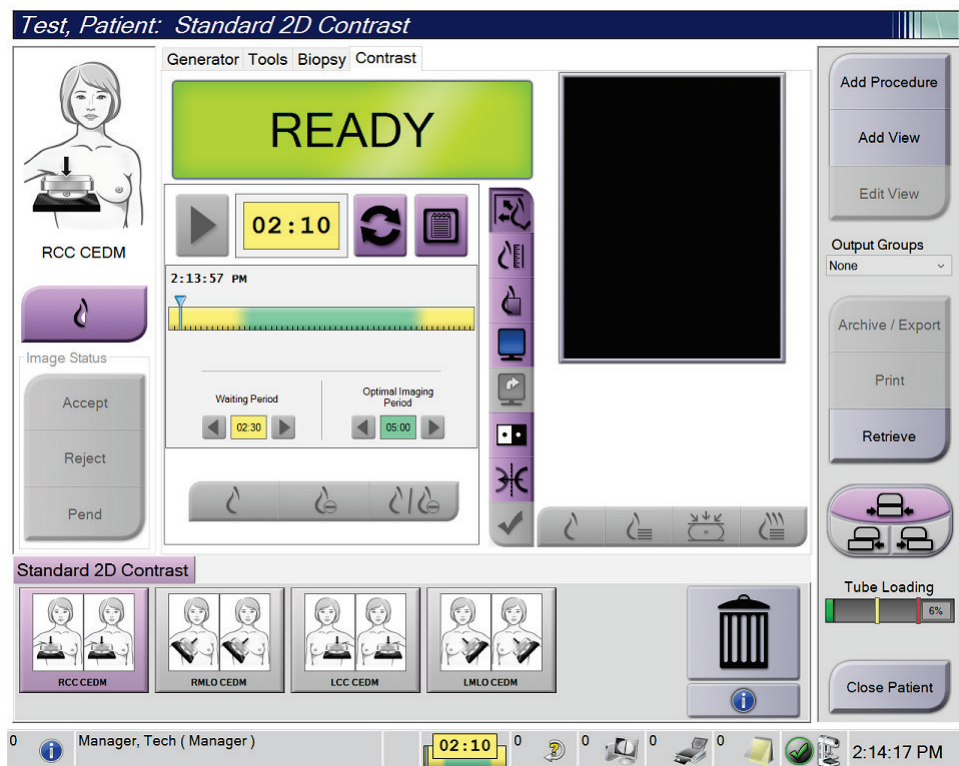 Test, Patient: Standard 2D Contrast
Generator Tools Biopsy Contrast
READY
RCC CEDM
02:10
2:13:57 PM
Waiting Period
Optimal Imaging
Period
02:30
05:00
Image Status
Accept
Reject
Pend
Add Procedure
Add View
Edit View
Output Groups
None
Archive / Export
Print
Retrieve
Tube Loading
6%
Close Patient
Standard 2D Contrast
RCC CEDM
RMLO CEDM
LCC CEDM
LMLO CEDM
0 Manager, Tech ( Manager ) 02:10 0 0 0 0 2:14:17 PM